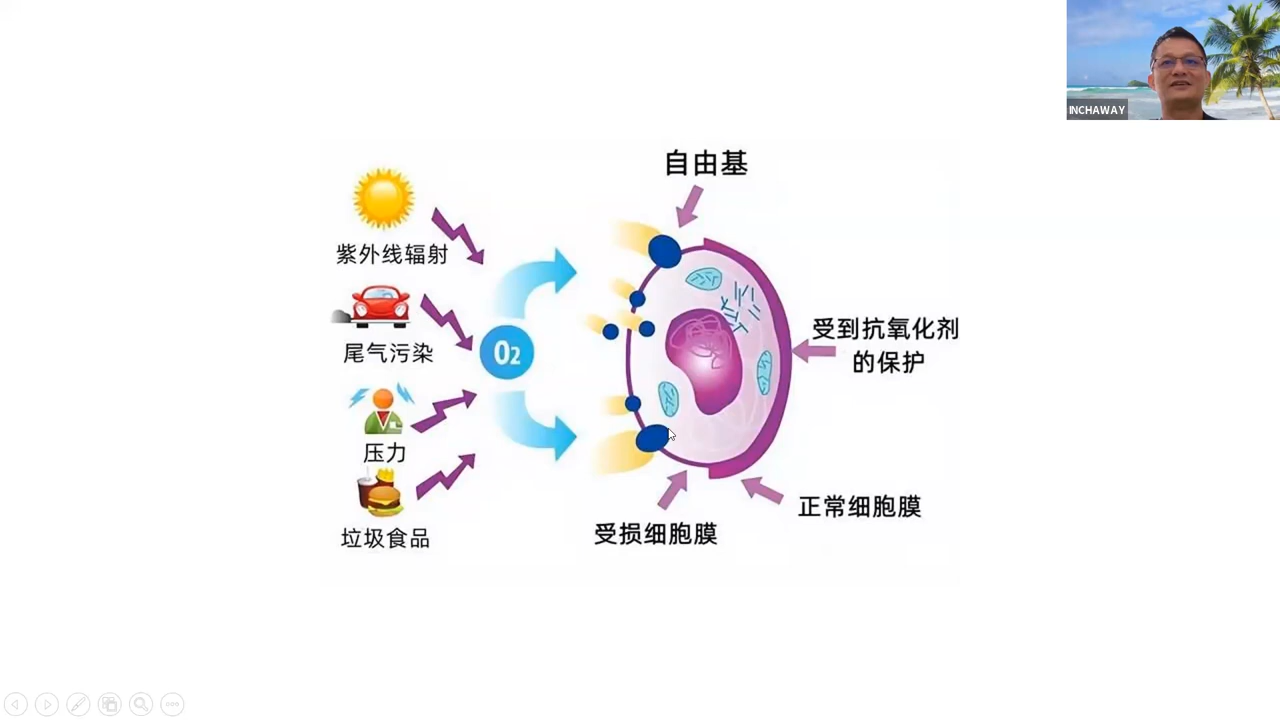 INCHAWAY
自由基
紫外线辐射
尾气污染
O2
受到抗氧化剂
的保护
压力
正常细胞膜
受损细胞膜
垃圾食品